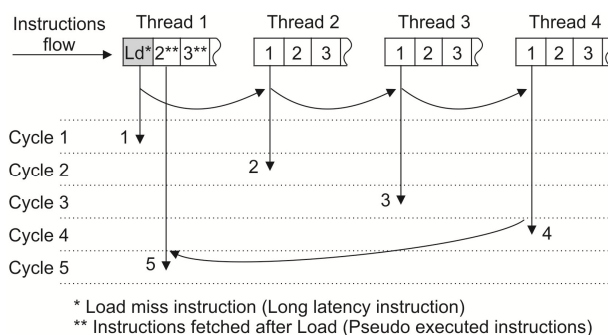 Instructions flow
Thread 1 Thread 2 Thread 3 Thread 4
Ld* 2** 3** 1 2 3 1 2 3 1 2 3
Cycle 1 1
Cycle 2 2
Cycle 3 3
Cycle 4 4
Cycle 5 5
* Load miss instruction (Long latency instruction)
** Instructions fetched after Load (Pseudo executed instructions)